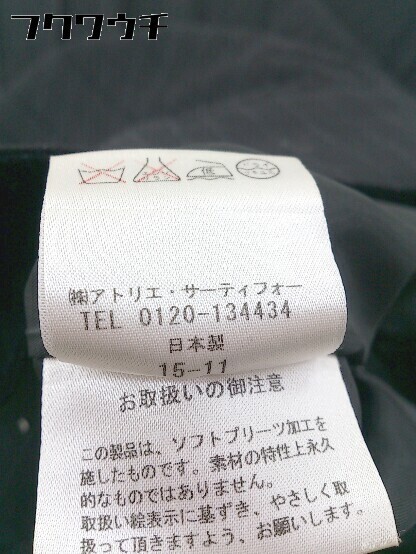 フクワウチ
低
㈱アトリエ・サーティフォー
TEL 0120-134434
日本製
15-11
お取扱いの御注意
この製品は、ソフトプリーツ加工を
施したものです。素材の特性上永久
的なものではありません。
取扱い絵表示に基ずき、やさしく取
扱って頂きます様お願いします。